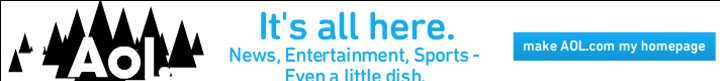 Aol.
It's all here.
News, Entertainment, Sports -
Even a little dish.
make AOL.com my homepage